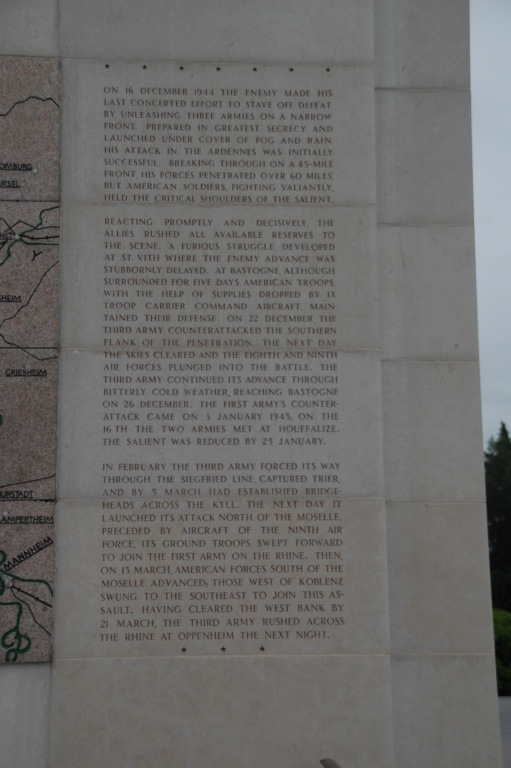 ON 16 DECEMBER 1944 THE ENEMY MADE HIS
LAST CONCERTED EFFORT TO STAVE OFF DEFEAT
BY UNLEASHING THREE ARMIES ON A NARROW
FRONT. PREPARED IN GREATEST SECRECY AND
LAUNCHED UNDER COVER OF FOG AND RAIN,
HIS ATTACK IN THE ARDENNES WAS INITIALLY
SUCCESSFUL. BREAKING THROUGH ON A 45-MILE
FRONT HIS FORCES PENETRATED OVER 60 MILES;
BUT AMERICAN SOLDIERS, FIGHTING VALIANTLY,
HELD THE CRITICAL SHOULDERS OF THE SALIENT.
REACTING PROMPTLY AND DECISIVELY, THE
ALLIES RUSHED ALL AVAILABLE RESERVES TO
THE SCENE. A FURIOUS STRUGGLE DEVELOPED
AT ST. VITH WHERE THE ENEMY ADVANCE WAS
STUBBORNLY DELAYED. AT BASTOGNE, ALTHOUGH
SURROUNDED FOR FIVE DAYS, AMERICAN TROOPS,
WITH THE HELP OF SUPPLIES DROPPED BY IX
TROOP CARRIER COMMAND AIRCRAFT, MAIN-
TAINED THEIR DEFENSE. ON 22 DECEMBER THE
THIRD ARMY COUNTERATTACKED THE SOUTHERN
FLANK OF THE PENETRATION. THE NEXT DAY
THE SKIES CLEARED AND THE EIGHTH AND NINTH
AIR FORCES PLUNGED INTO THE BATTLE. THE
THIRD ARMY CONTINUED ITS ADVANCE THROUGH
BITTERLY COLD WEATHER, REACHING BASTOGNE
ON 26 DECEMBER. THE FIRST ARMY'S COUNTER-
ATTACK CAME ON 3 JANUARY 1945, ON THE
16TH THE TWO ARMIES MET AT HOUFFALIZE.
THE SALIENT WAS REDUCED BY 25 JANUARY.
IN FEBRUARY THE THIRD ARMY FORCED ITS WAY
THROUGH THE SIEGFRIED LINE, CAPTURED TRIER,
AND BY 5 MARCH HAD ESTABLISHED BRIDGE-
HEADS ACROSS THE KYLL. THE NEXT DAY IT
LAUNCHED ITS ATTACK NORTH OF THE MOSELLE.
PRECEDED BY AIRCRAFT OF THE NINTH AIR
FORCE, ITS GROUND TROOPS SWEPT FORWARD
TO JOIN THE FIRST ARMY ON THE RHINE. THEN,
ON 13 MARCH, AMERICAN FORCES SOUTH OF THE
MOSELLE ADVANCED; THOSE WEST OF KOBLENZ
SWUNG TO THE SOUTHEAST TO JOIN THIS AS-
SAULT. HAVING CLEARED THE WEST BANK BY
21 MARCH, THE THIRD ARMY RUSHED ACROSS
THE RHINE AT OPPENHEIM THE NEXT NIGHT.
OMBURG
URSEL
HST
HEIM
GRIESHEIM
URSTADT
LAMPERTHEIM
MANNHEIM